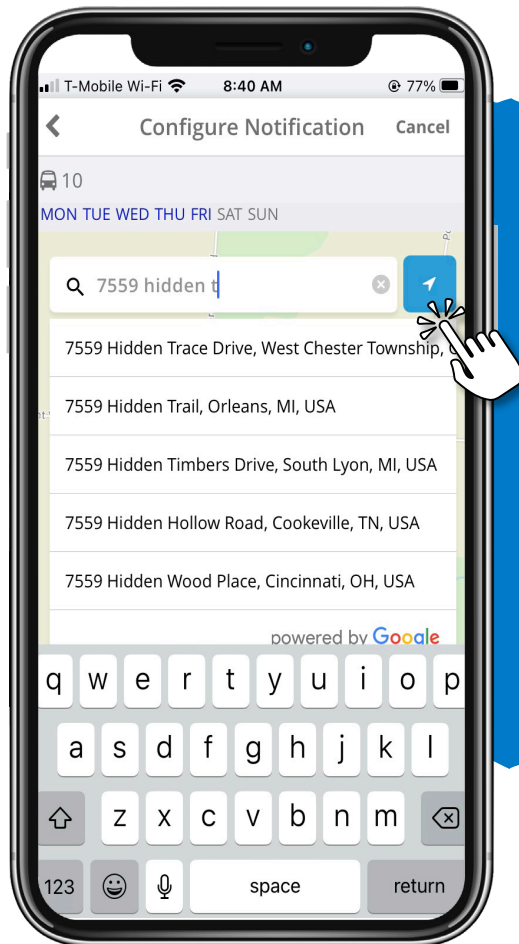 T-Mobile Wi-Fi 8:40 AM 77%
Configure Notification Cancel
10
MON TUE WED THU FRI SAT SUN
7559 hidden t
7559 Hidden Trace Drive, West Chester Township,
7559 Hidden Trail, Orleans, MI, USA
7559 Hidden Timbers Drive, South Lyon, MI, USA
7559 Hidden Hollow Road, Cookeville, TN, USA
7559 Hidden Wood Place, Cincinnati, OH, USA
powered by Google
q w e r t y u i o p
a s d f g h j k l
z x c v b n m
123 space return